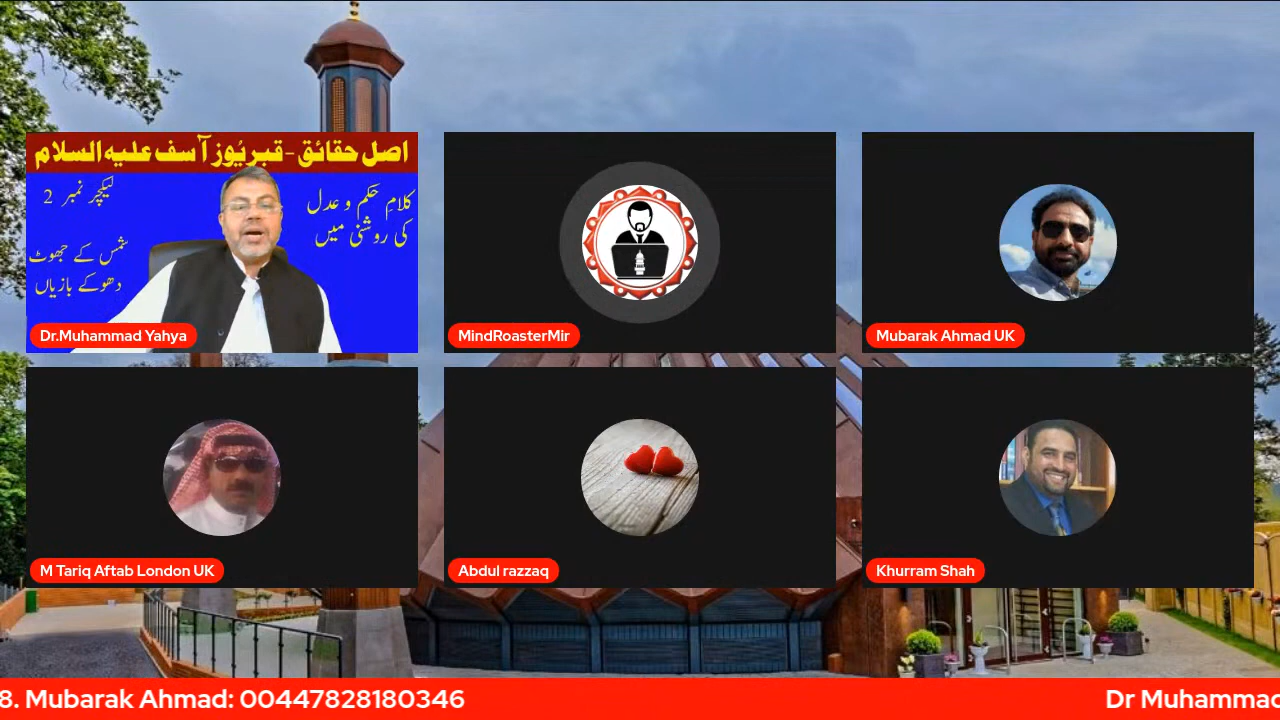 اصل حقائق - قبر یُوز آسف علیہ السلام
کلامِ حکم و عدل
کی روشنی میں
لیکچر نمبر 2
شمس کے جھوٹ
دھوکے بازیاں
Dr.Muhammad Yahya
MindRoasterMir
Mubarak Ahmad UK
M Tariq Aftab London UK
Abdul razzaq
Khurram Shah
8. Mubarak Ahmad: 00447828180346
Dr Muhammad